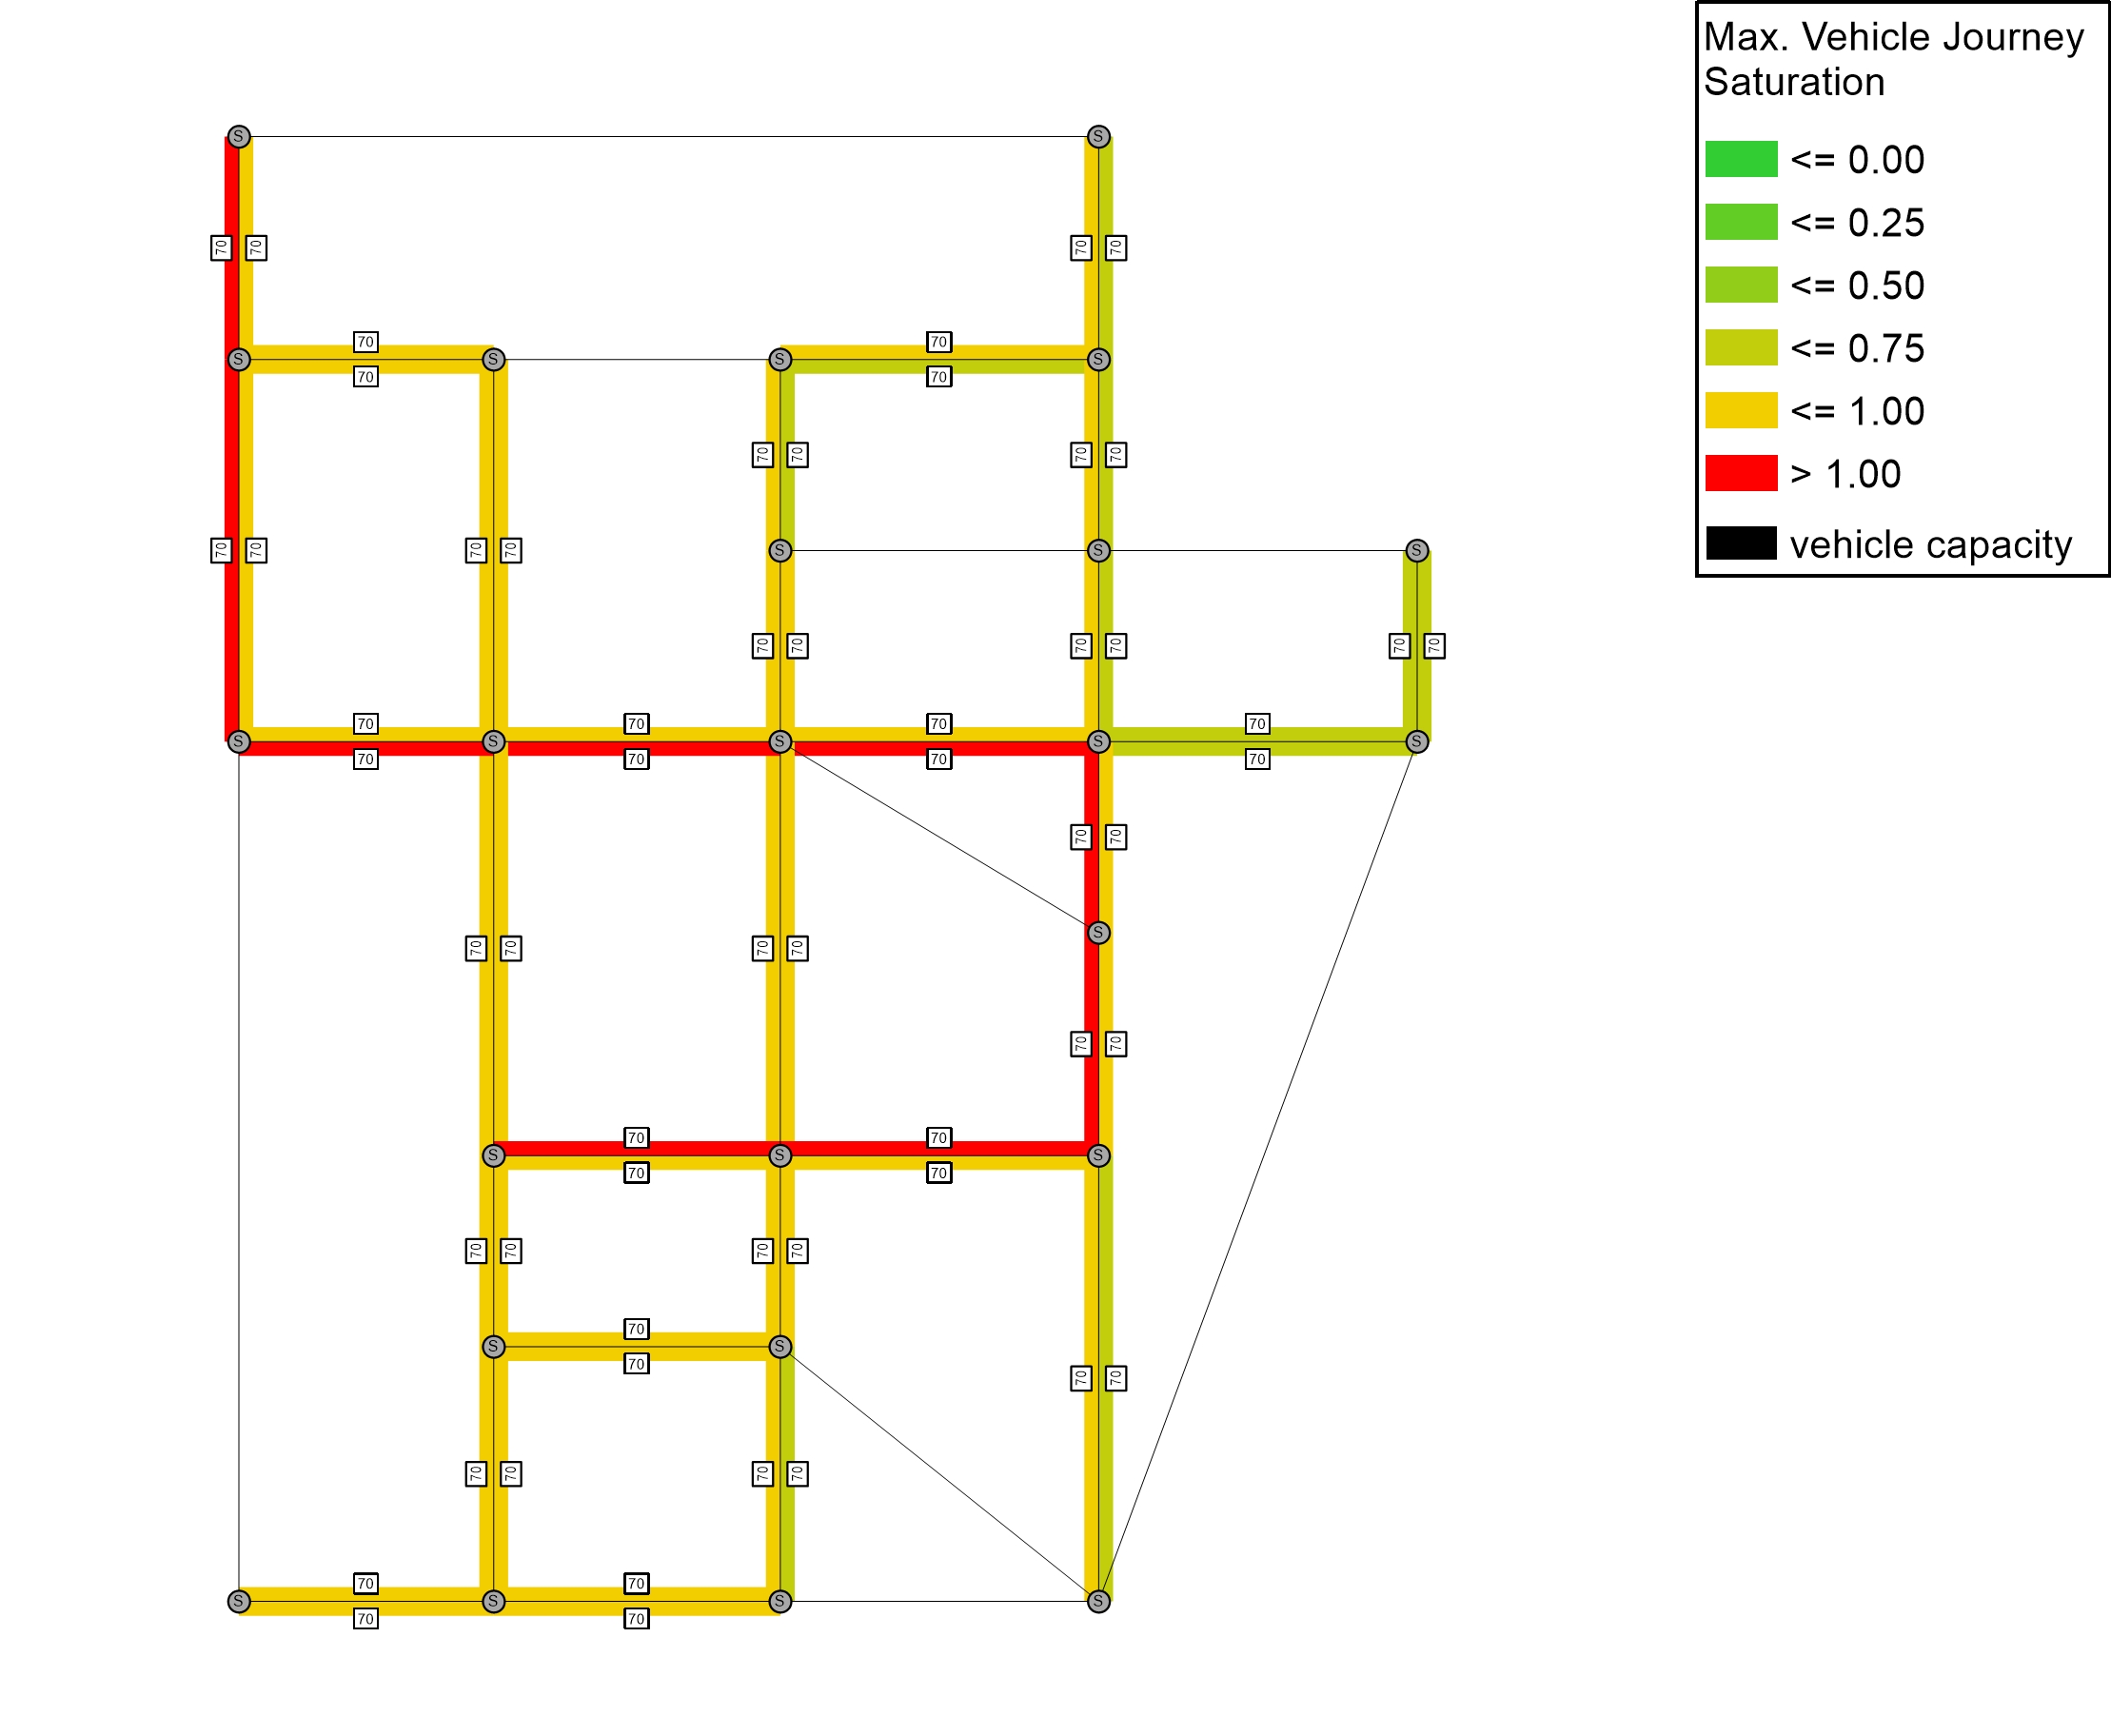 Max. Vehicle Journey
Saturation
<= 0.00
<= 0.25
<= 0.50
<= 0.75
<= 1.00
> 1.00
vehicle capacity
S S
70 70 70 70
70 70
S S S S
70 70
70 70 70 70
70 70 70 70 S S S
70 70 70 70 70 70
70 70 70 70
S S S S S
70 70 70 70
70 70
S
70 70 70 70
70 70
70 70
S S S
70 70
70 70 70 70
70
S S
70
70 70
70 70 70 70
70 70
S S S S
70 70